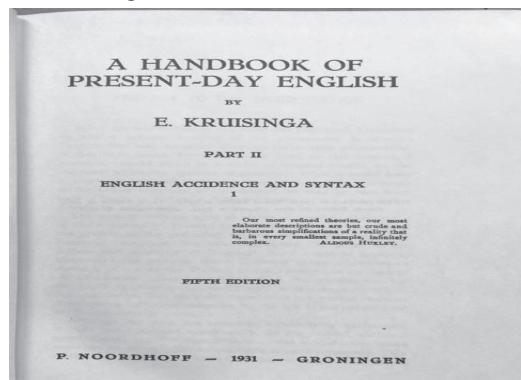 A HANDBOOK OF
PRESENT-DAY ENGLISH
BY
E. KRUISINGA
PART II
ENGLISH ACCIDENCE AND SYNTAX
1
Our most refined theories, our most
elaborate descriptions are but crude and
barbarous simplifications of a reality that
is, in every smallest sample, infinitely
complex. ALDOUS HUXLEY.
FIFTH EDITION
P. NOORDHOFF — 1931 — GRONINGEN